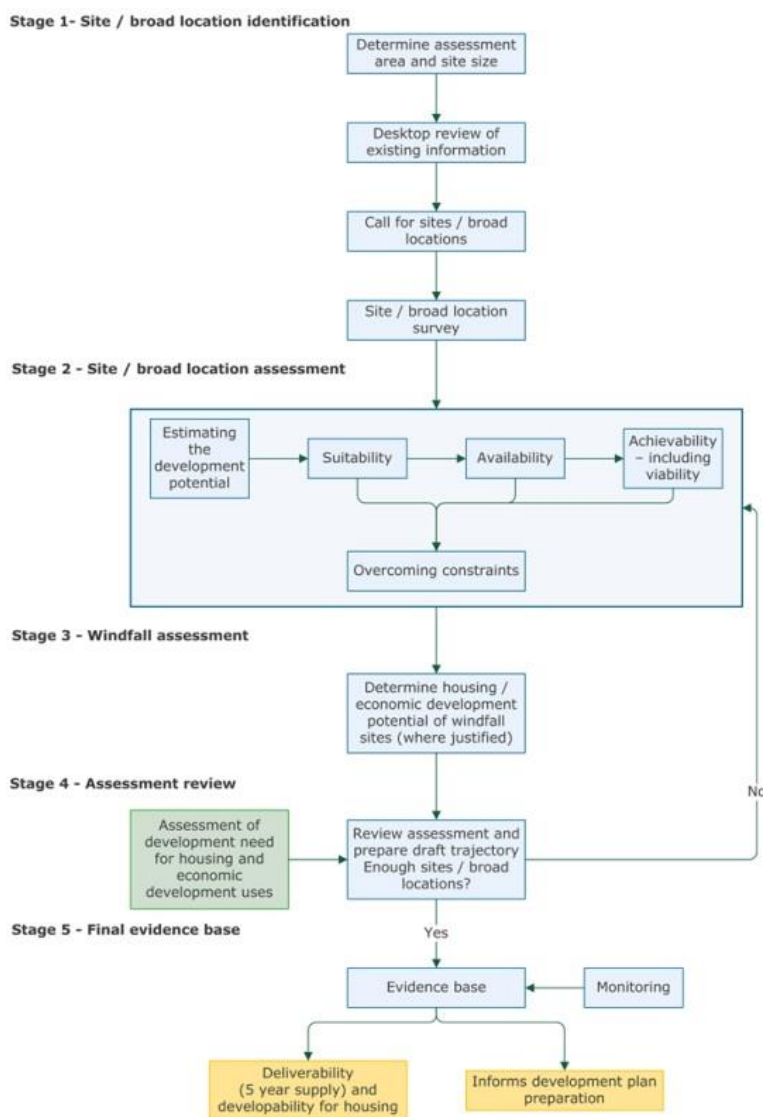 Stage 1- Site / broad location identification
Determine assessment
area and site size
Desktop review of
existing information
Call for sites / broad
locations
Site / broad location
survey
Stage 2 - Site / broad location assessment
Estimating
the
development
potential
Suitability
Availability
Achievability
– including
viability
Overcoming constraints
Stage 3 - Windfall assessment
Determine housing /
economic development
potential of windfall
sites (where justified)
Stage 4 - Assessment review
No
Assessment of
development need
for housing and
economic
development uses
Review assessment and
prepare draft trajectory
Enough sites / broad
locations?
Stage 5 - Final evidence base
Yes
Evidence base
Monitoring
Deliverability
(5 year supply) and
developability for housing
Informs development plan
preparation